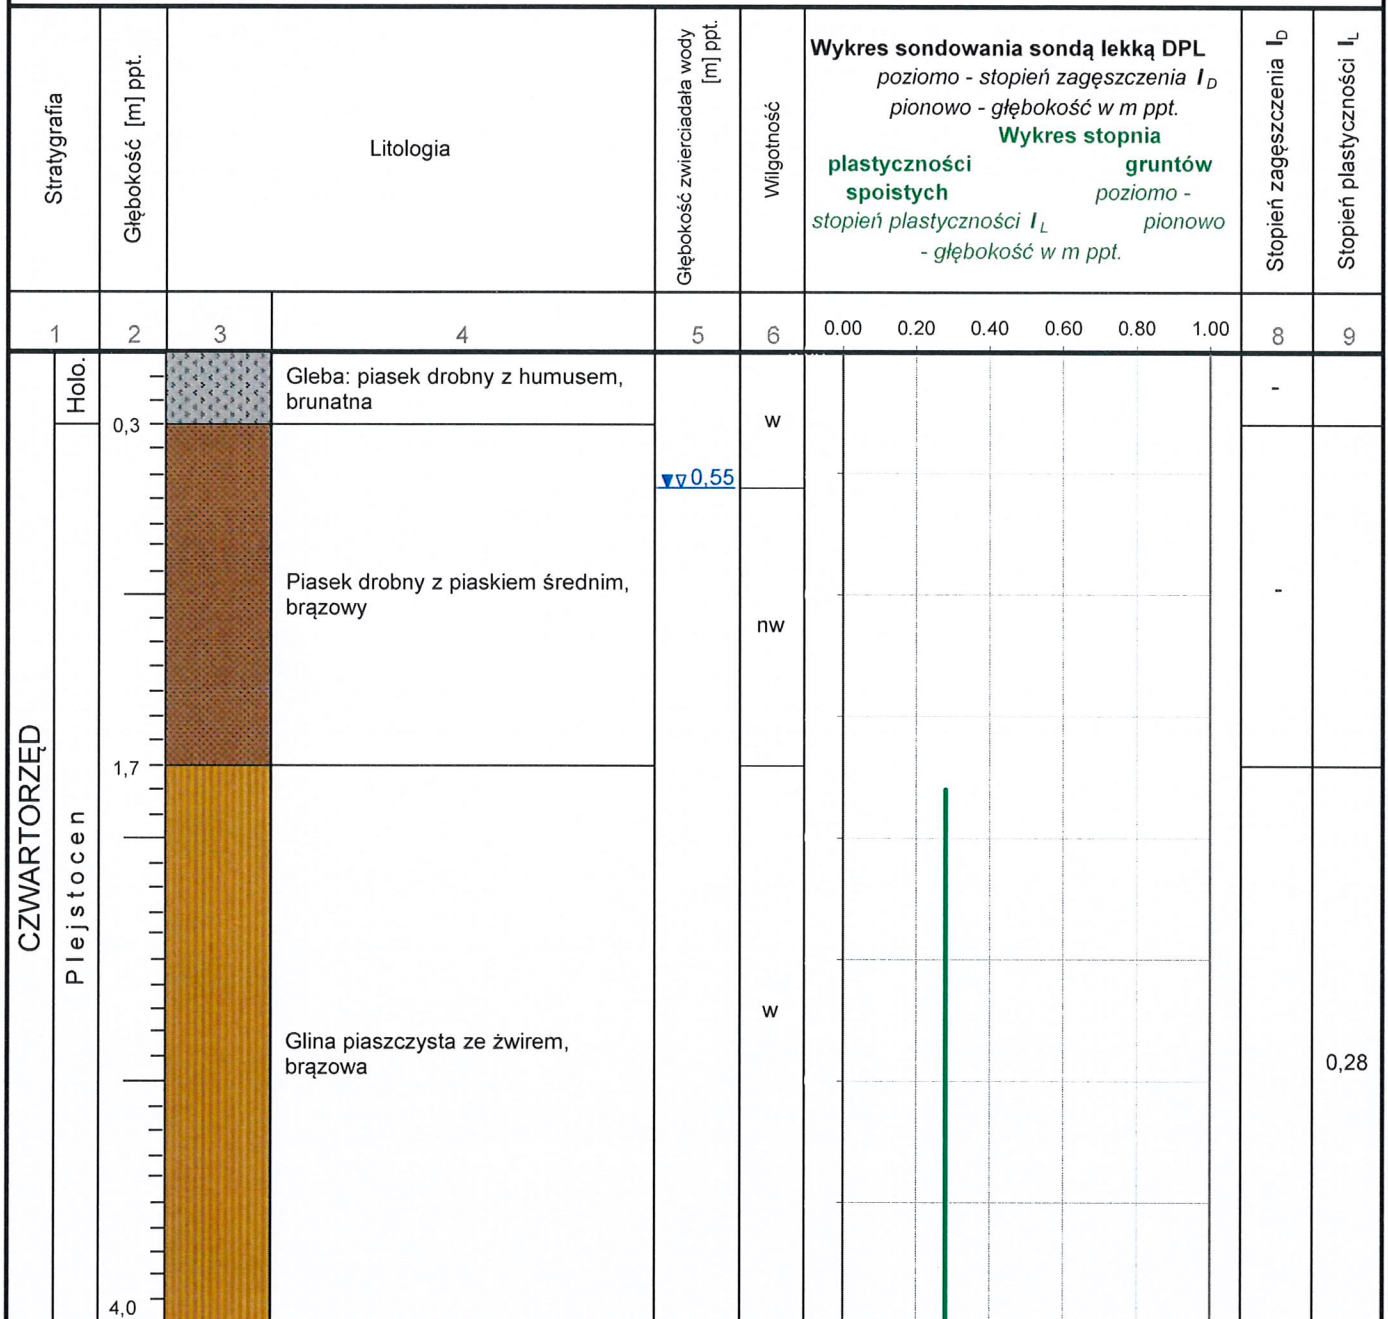 Stratygrafia
Głębokość [m] ppt.
Litologia
Głębokość zwierciadała wody
[m] ppt.
Wilgotność
Wykres sondowania sondą lekką DPL
poziomo - stopień zagęszczenia I D
pionowo - głębokość w m ppt.
Wykres stopnia
plastyczności gruntów
spoistych poziomo -
stopień plastyczności I L pionowo
- głębokość w m ppt.
Stopień zagęszczenia ID
Stopień plastyczności IL
1 2 3 4 5 6 0.00 0.20 0.40 0.60 0.80 1.00 8 9
CZWARTORZĘD
Holo.
Gleba: piasek drobny z humusem,
brunatna
w
-
0,3
0,55
Piasek drobny z piaskiem średnim,
brązowy
nw
-
1,7
Plejstocen
Glina piaszczysta ze żwirem,
brązowa
w
0,28
4,0